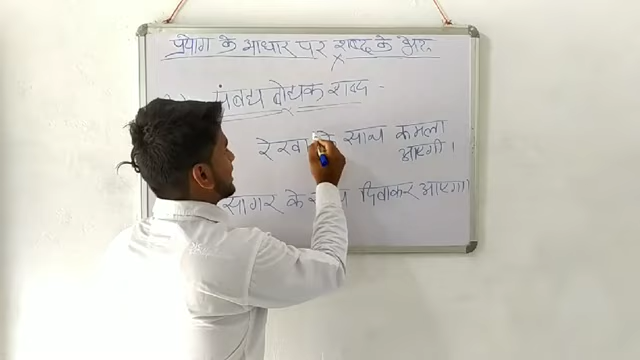 प्रयोग के आधार पर शब्द के भेद
संबंध बोधक शब्द -
रेखा के साथ कमला
आएगी।
सागर के साथ दिवाकर आएगा।